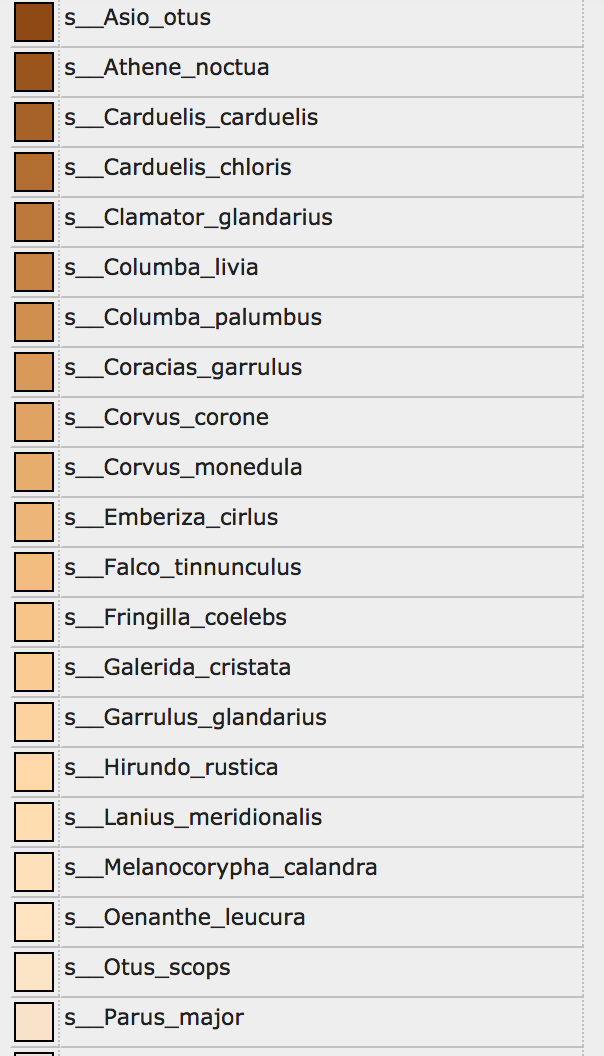 s__Asio_otus
s__Athene_noctua
s__Carduelis_carduelis
s__Carduelis_chloris
s__Clamator_glandarius
s__Columba_livia
s__Columba_palumbus
s__Coracias_garrulus
s__Corvus_corone
s__Corvus_monedula
s__Emberiza_cirlus
s__Falco_tinnunculus
s__Fringilla_coelebs
s__Galerida_cristata
s__Garrulus_glandarius
s__Hirundo_rustica
s__Lanius_meridionalis
s__Melanocorypha_calandra
s__Oenanthe_leucura
s__Otus_scops
s__Parus_major